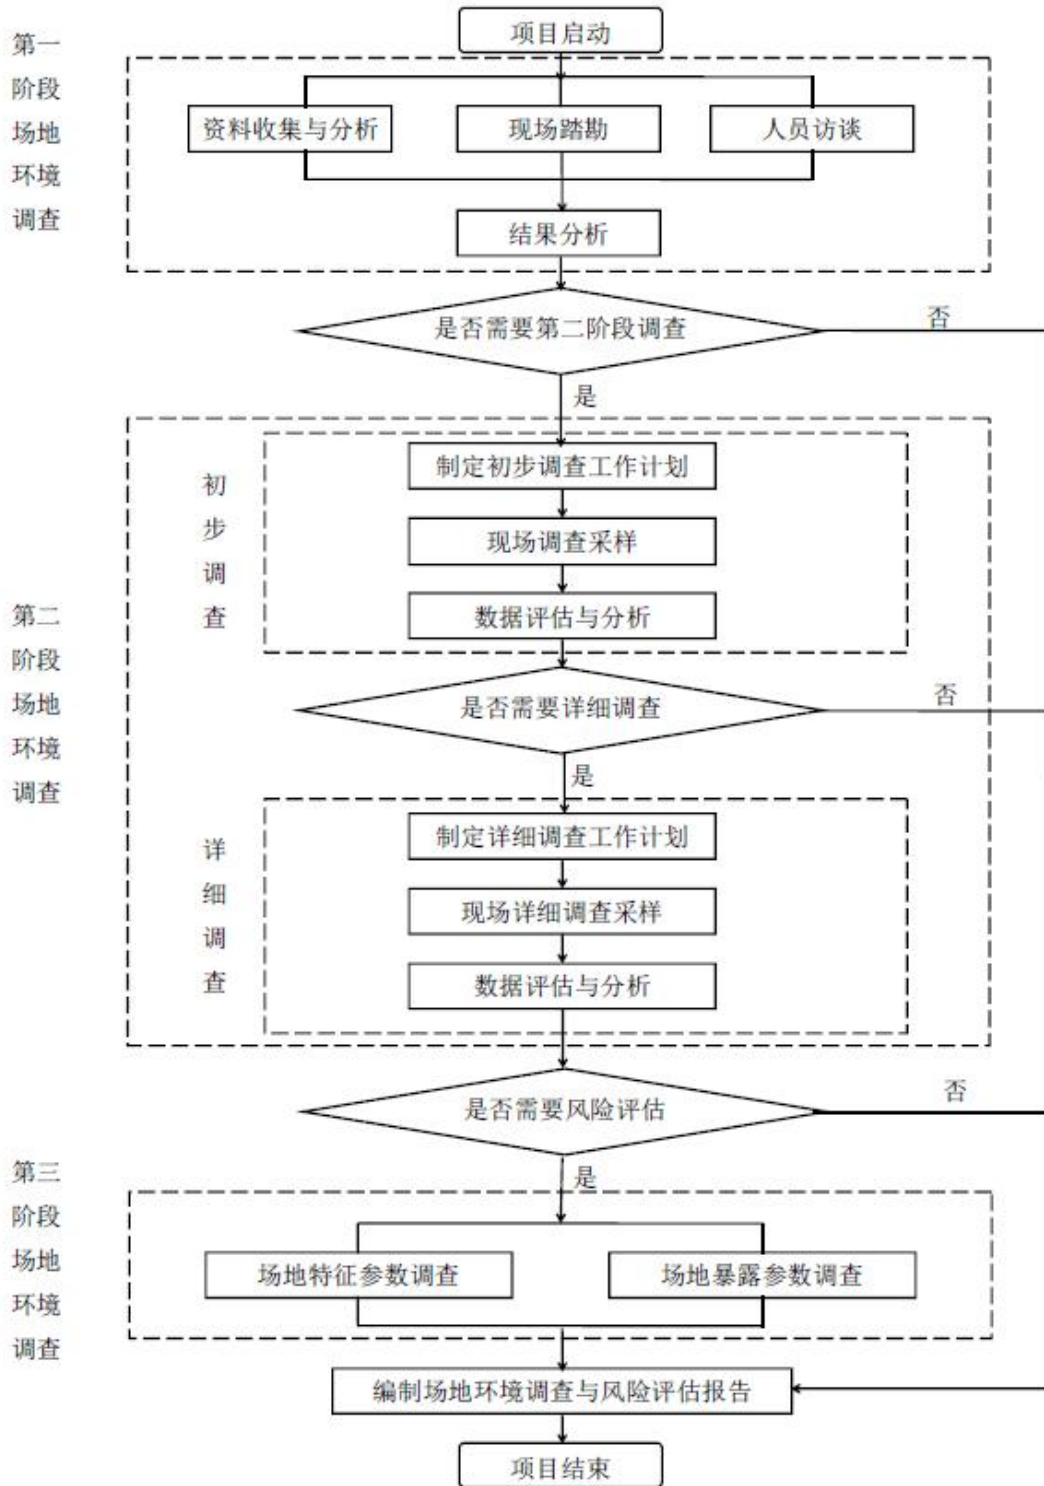 项目启动
第一
阶段
场地
环境
调查
资料收集与分析
现场踏勘
人员访谈
结果分析
是否需要第二阶段调查
否
是
第二
阶段
场地
环境
调查
初
步
调
查
制定初步调查工作计划
现场调查采样
数据评估与分析
是否需要详细调查
否
是
详
细
调
查
制定详细调查工作计划
现场详细调查采样
数据评估与分析
是否需要风险评估
否
是
第三
阶段
场地
环境
调查
场地特征参数调查
场地暴露参数调查
编制场地环境调查与风险评估报告
项目结束